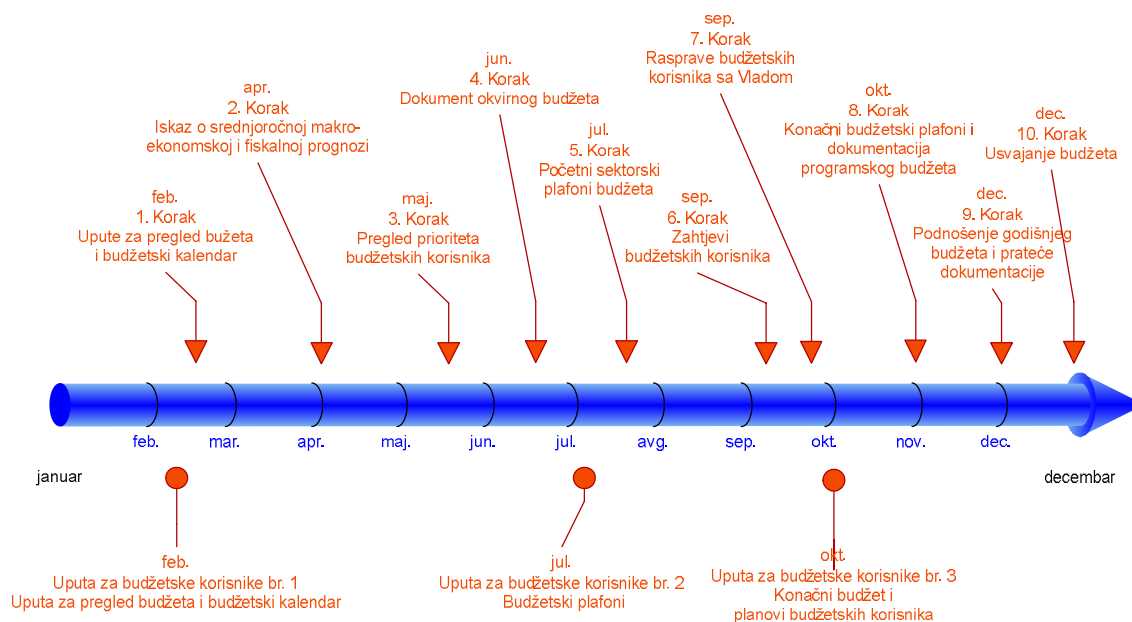 feb.
1. Korak
Upute za pregled bužeta
i budžetski kalendar
apr.
2. Korak
Iskaz o srednjoročnoj makro-
ekonomskoj i fiskalnoj prognozi
maj.
3. Korak
Pregled prioriteta
budžetskih korisnika
jun.
4. Korak
Dokument okvirnog budžeta
jul.
5. Korak
Početni sektorski
plafoni budžeta
sep.
6. Korak
Zahtjevi
budžetskih korisnika
sep.
7. Korak
Rasprave budžetskih
korisnika sa Vladom
okt.
8. Korak
Konačni budžetski plafoni i
dokumentacija
programskog budžeta
dec.
9. Korak
Podnošenje godišnjeg
budžeta i prateće
dokumentacije
dec.
10. Korak
Usvajanje budžeta
feb. mar. apr. maj. jun. jul. avg. sep. okt. nov. dec.
januar
decembar
feb.
Uputa za budžetske korisnike br. 1
Uputa za pregled budžeta i budžetski kalendar
jul.
Uputa za budžetske korisnike br. 2
Budžetski plafoni
okt.
Uputa za budžetske korisnike br. 3
Konačni budžet i
planovi budžetskih korisnika